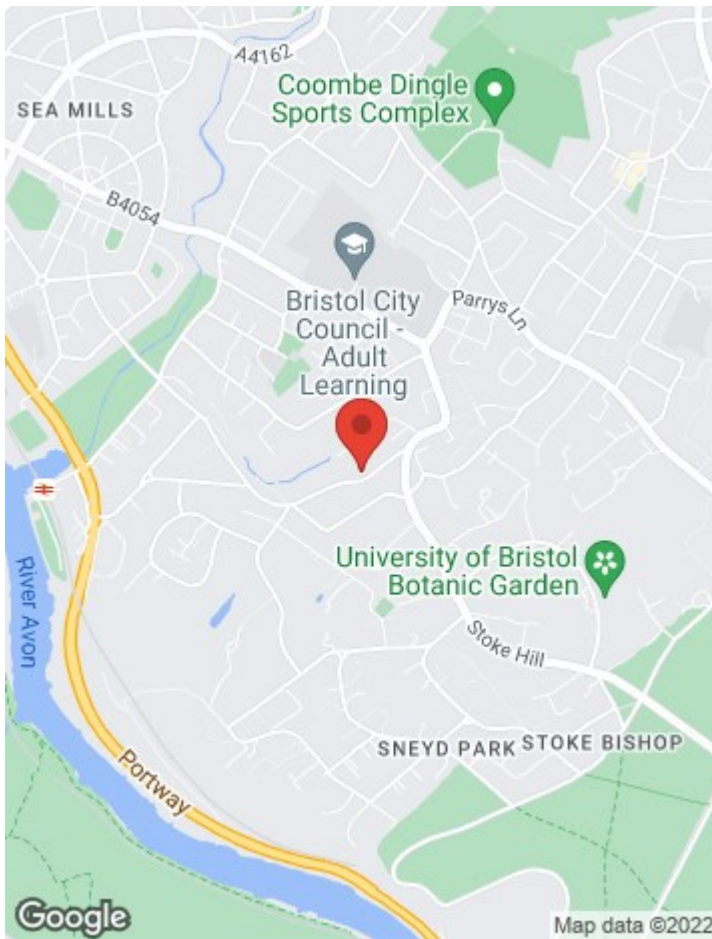 A4162
Coombe Dingle
Sports Complex
SEA MILLS
B4054
Bristol City
Council -
Adult
Learning
Parrys Ln
University of Bristol
Botanic Garden
River Avon
Stoke Hill
SNEYD PARK
STOKE BISHOP
Portway
Google
Map data ©2022